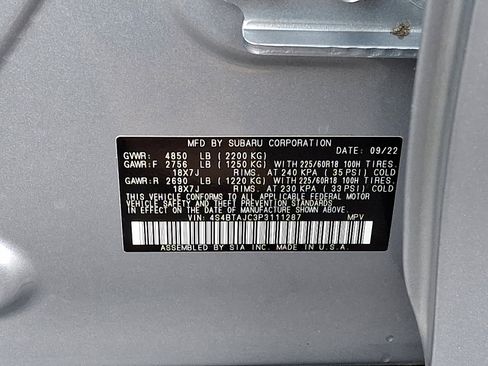 MFD BY SUBARU CORPORATION
DATE: 09/22
GVWR: 4850 LB (2200 KG)
GAWR:F 2756 LB (1250 KG) WITH 225/60R18 100H TIRES.
18X7J RIMS. AT 240 KPA (35 PSI) COLD
GAWR:R 2690 LB (1220 KG) WITH 225/60R18 100H TIRES.
18X7J RIMS. AT 230 KPA (33 PSI) COLD
THIS VEHICLE CONFORMS TO ALL APPLICABLE FEDERAL MOTOR
VEHICLE SAFETY, BUMPER AND THEFT
PREVENTION STANDARDS IN EFFECT ON THE DATE OF
MANUFACTURE SHOWN ABOVE.
VIN: 4S4BTAJC3P3111287 MPV
ASSEMBLED BY SIA INC. MADE IN U.S.A.